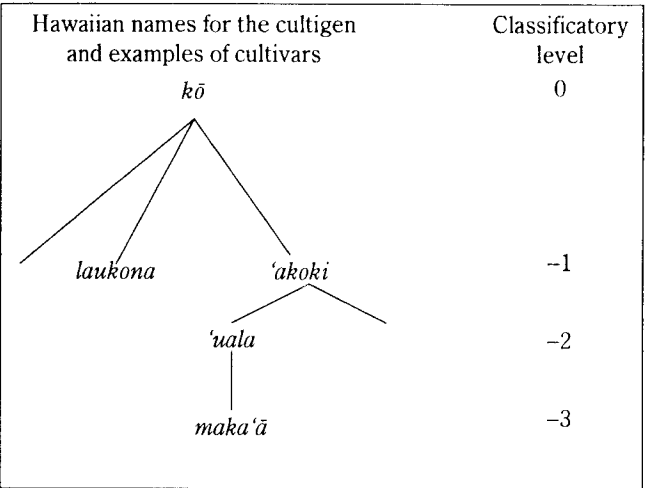 Hawaiian names for the cultigen
and examples of cultivars
Classificatory
level
kō
0
laukona
ʻakoki
–1
ʻuala
–2
makaʻā
–3